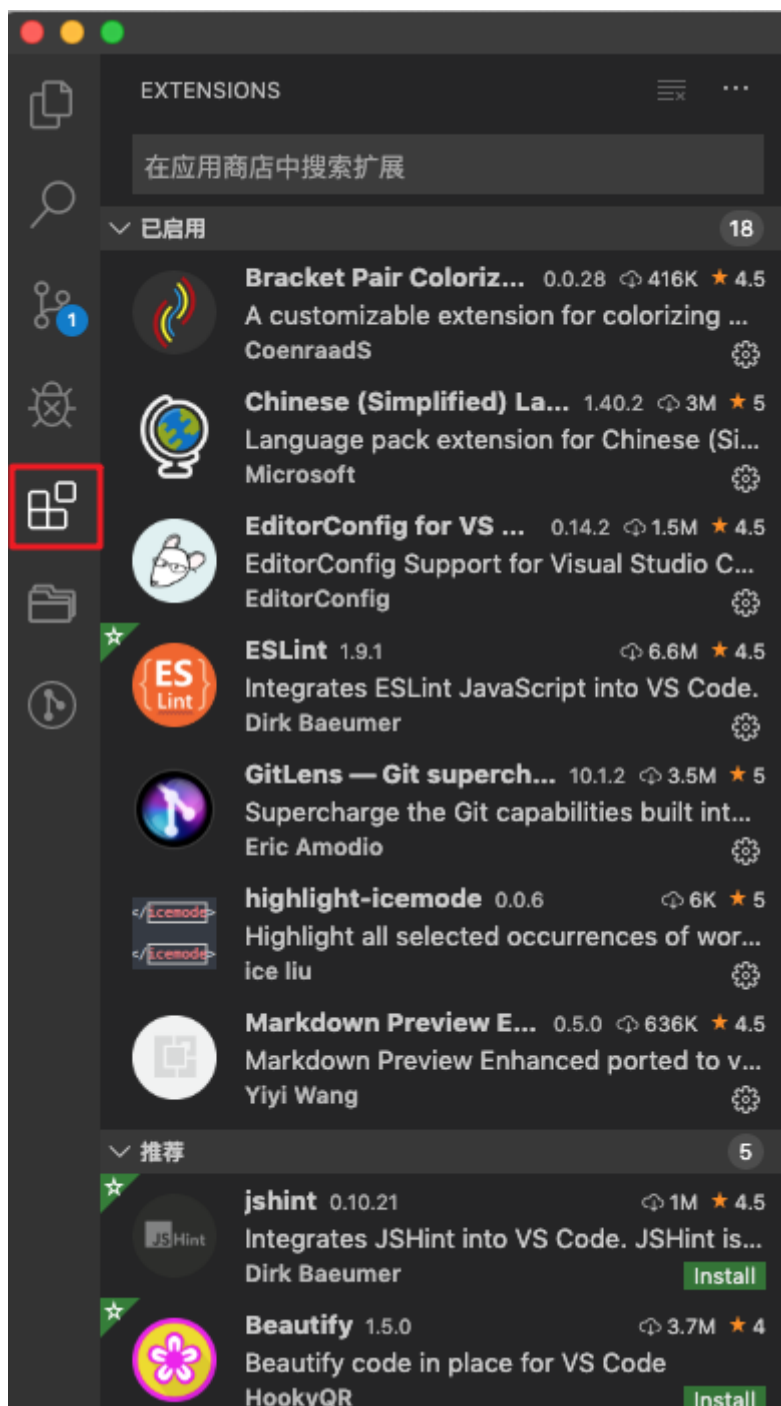 EXTENSIONS
在应用商店中搜索扩展
已启用 18
Bracket Pair Coloriz... 0.0.28 416K ★ 4.5
A customizable extension for colorizing ...
CoenraadS
1
Chinese (Simplified) La... 1.40.2 3M ★ 5
Language pack extension for Chinese (Si...
Microsoft
EditorConfig for VS ... 0.14.2 1.5M ★ 4.5
EditorConfig Support for Visual Studio C...
EditorConfig
ESLint 1.9.1 6.6M ★ 4.5
{ES
Lint}
Integrates ESLint JavaScript into VS Code.
Dirk Baeumer
GitLens — Git superch... 10.1.2 3.5M ★ 5
Supercharge the Git capabilities built int...
Eric Amodio
highlight-icemode 0.0.6 6K ★ 5
</icemode>
</icemode>
Highlight all selected occurrences of wor...
ice liu
Markdown Preview E... 0.5.0 636K ★ 4.5
Markdown Preview Enhanced ported to v...
Yiyi Wang
推荐 5
jshint 0.10.21 1M ★ 4.5
JSHint
Integrates JSHint into VS Code. JSHint is...
Dirk Baeumer Install
Beautify 1.5.0 3.7M ★ 4
Beautify code in place for VS Code
HookyQR Install